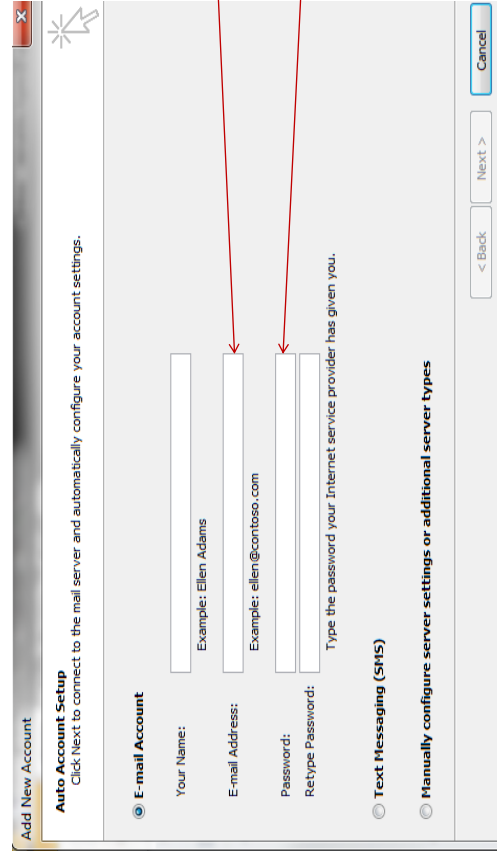 Add New Account
Auto Account Setup
Click Next to connect to the mail server and automatically configure your account settings.
E-mail Account
Your Name:
Example: Ellen Adams
E-mail Address:
Example: ellen@contoso.com
Password:
Retype Password:
Type the password your Internet service provider has given you.
Text Messaging (SMS)
Manually configure server settings or additional server types
< Back Next > Cancel